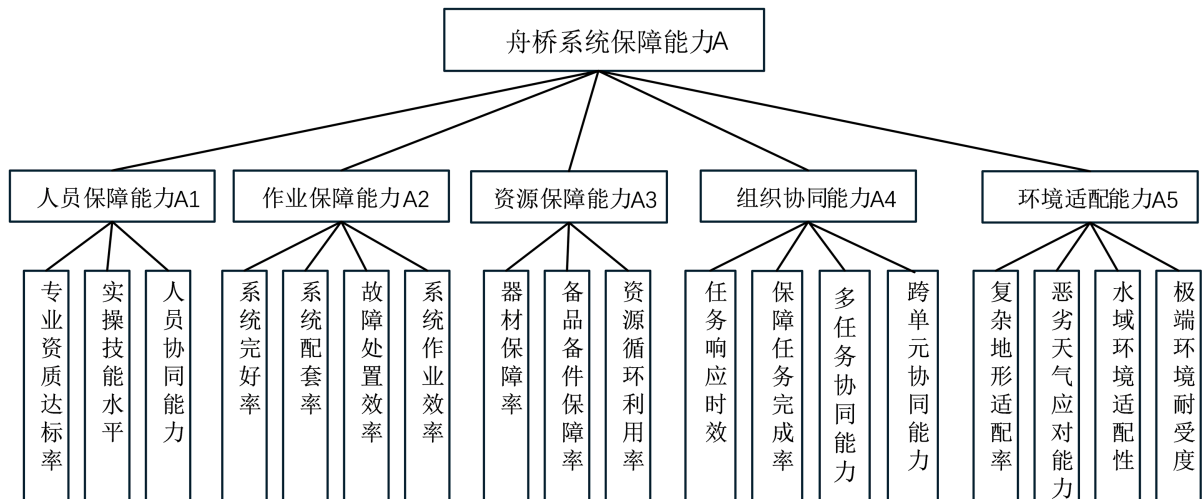 舟桥系统保障能力A
人员保障能力A1
作业保障能力A2
资源保障能力A3
组织协同能力A4
环境适配能力A5
专业资质达标率
实操技能水平
人员协同能力
系统完好率
系统配套率
故障处置效率
系统作业效率
器材保障率
备品备件保障率
资源循环利用率
任务响应时效
保障任务完成率
多任务协同能力
跨单元协同能力
复杂地形适配率
恶劣天气应对能力
水域环境适配性
极端环境耐受度